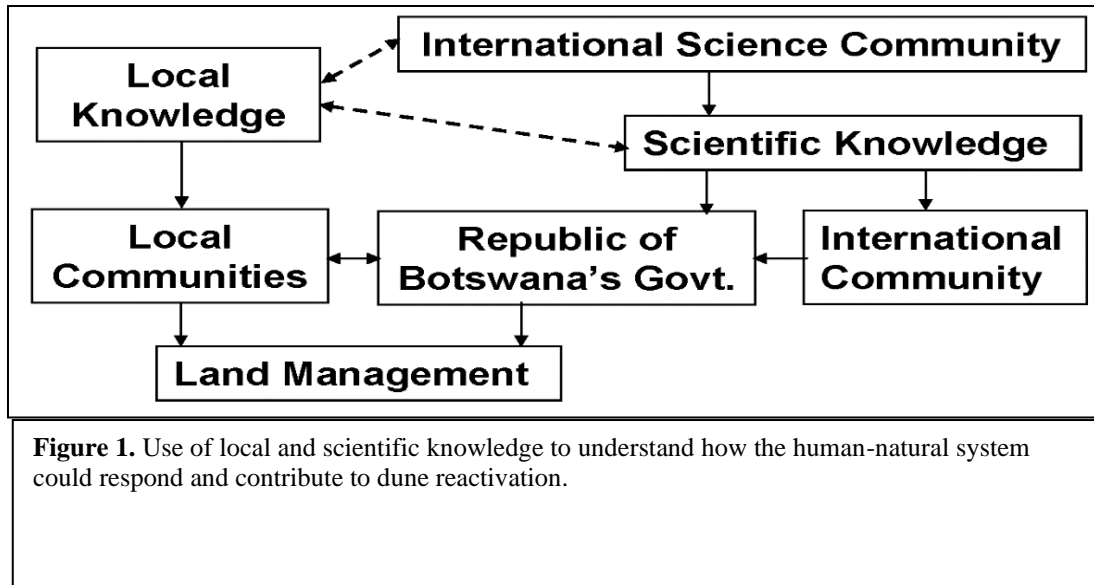 International Science Community
Local
Knowledge
Scientific Knowledge
Local
Communities
Republic of
Botswana's Govt.
International
Community
Land Management
Figure 1. Use of local and scientific knowledge to understand how the human-natural system
could respond and contribute to dune reactivation.